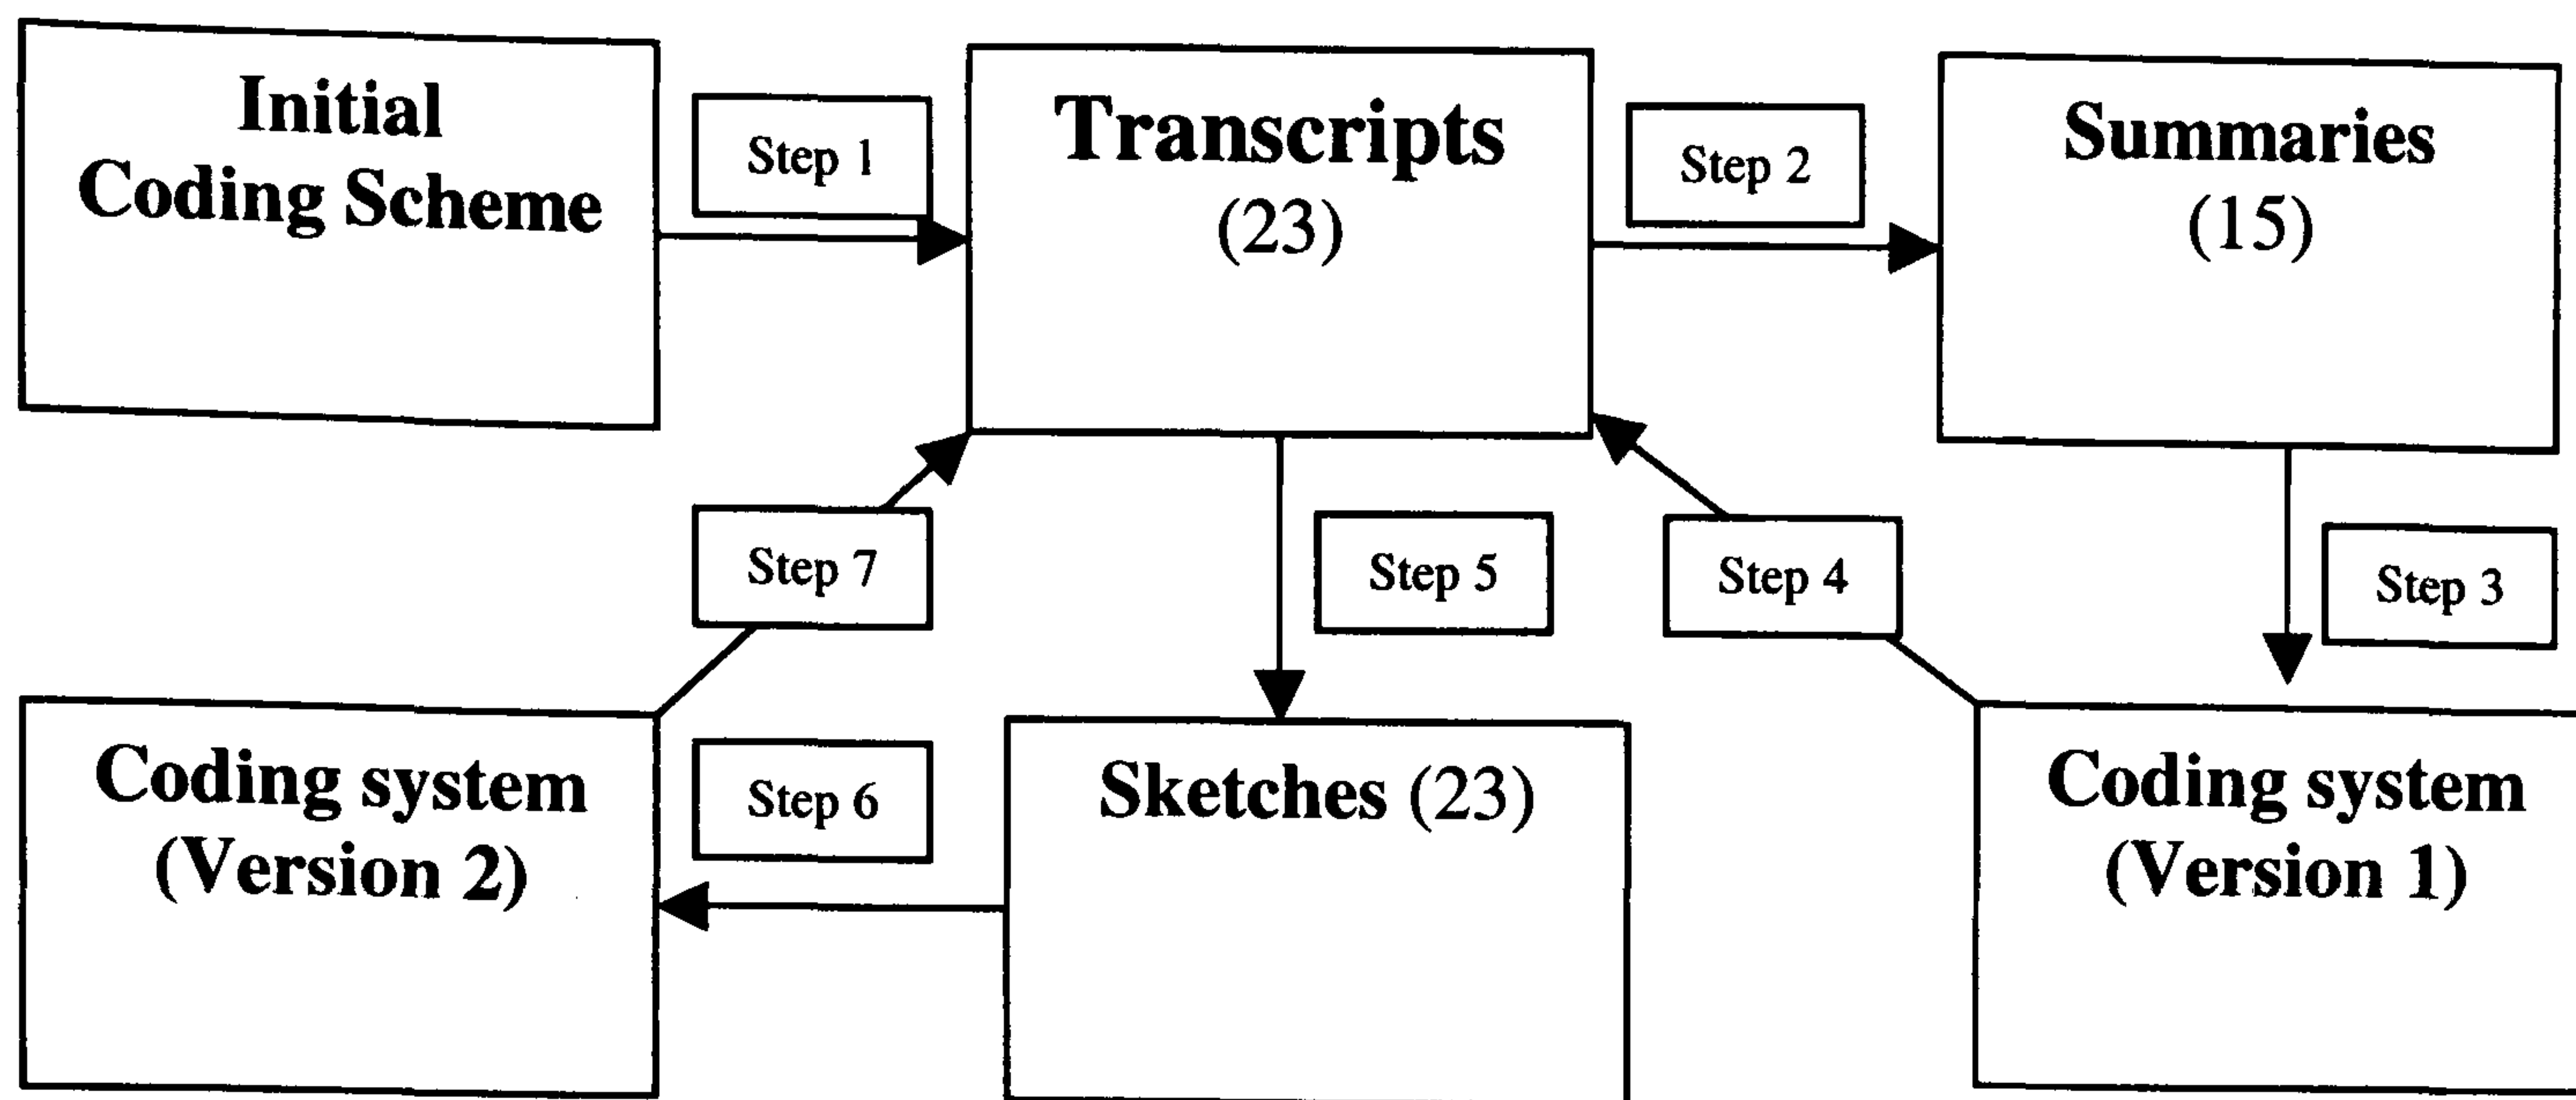 Initial
Coding Scheme
Step 1
Transcripts
(23)
Step 2
Summaries
(15)
Step 7
Step 5
Step 4
Step 3
Coding system
(Version 2)
Step 6
Sketches (23)
Coding system
(Version 1)